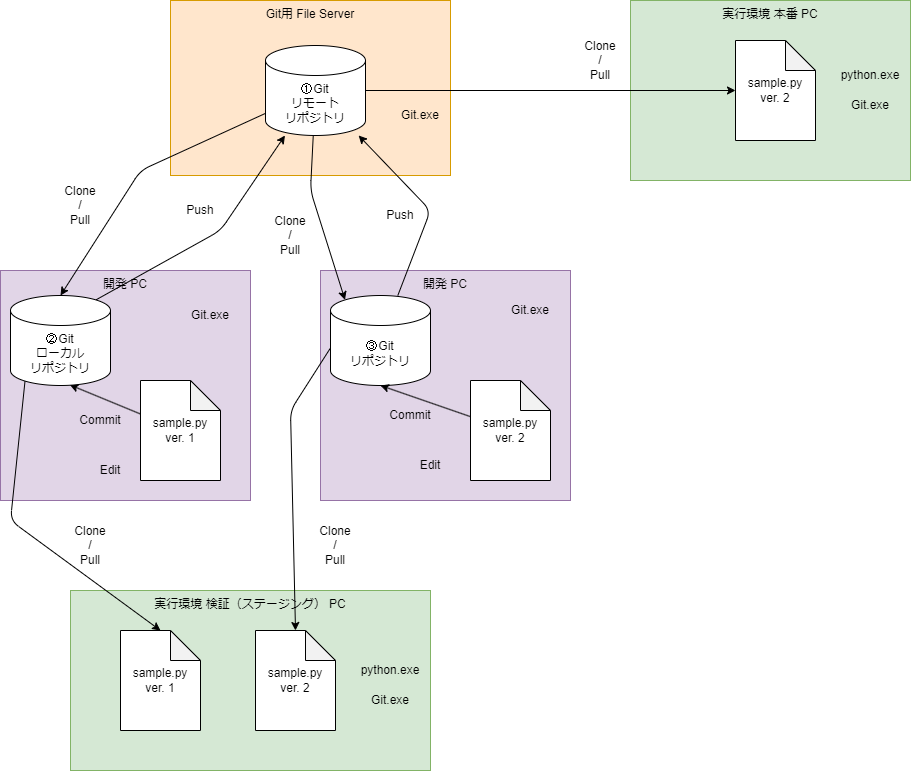 Git用 File Server
①Git
リモート
リポジトリ
Git.exe
Clone
/
Pull
実行環境 本番 PC
sample.py
ver. 2
python.exe
Git.exe
Clone
/
Pull
Push
Clone
/
Pull
Push
開発 PC
Git.exe
②Git
ローカル
リポジトリ
Commit
sample.py
ver. 1
Edit
開発 PC
Git.exe
③Git
リポジトリ
Commit
sample.py
ver. 2
Edit
Clone
/
Pull
Clone
/
Pull
実行環境 検証（ステージング） PC
sample.py
ver. 1
sample.py
ver. 2
python.exe
Git.exe